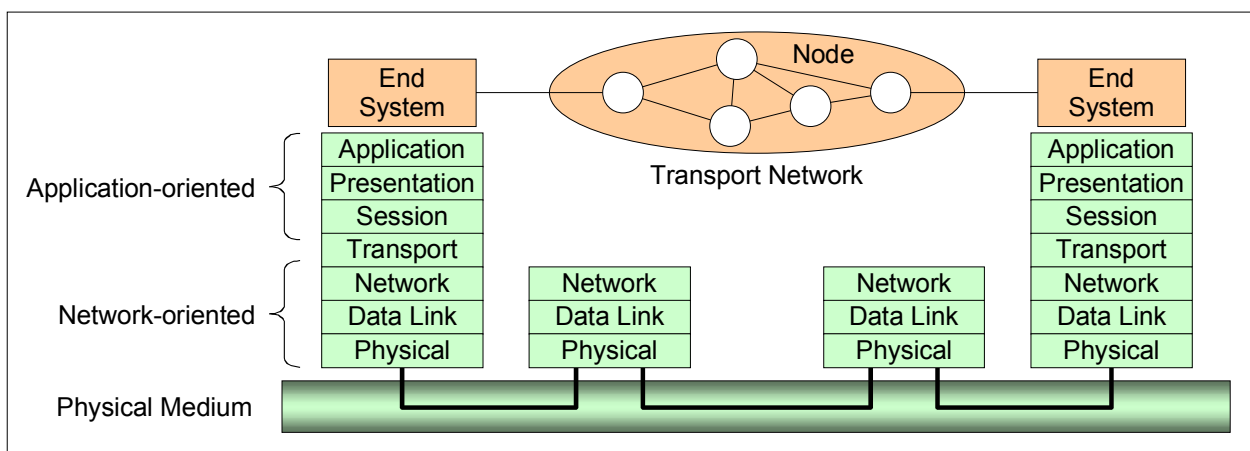 Node
End
System
End
System
Transport Network
Application-oriented
Network-oriented
Application
Presentation
Session
Transport
Network
Data Link
Physical
Network
Data Link
Physical
Network
Data Link
Physical
Application
Presentation
Session
Transport
Network
Data Link
Physical
Physical Medium